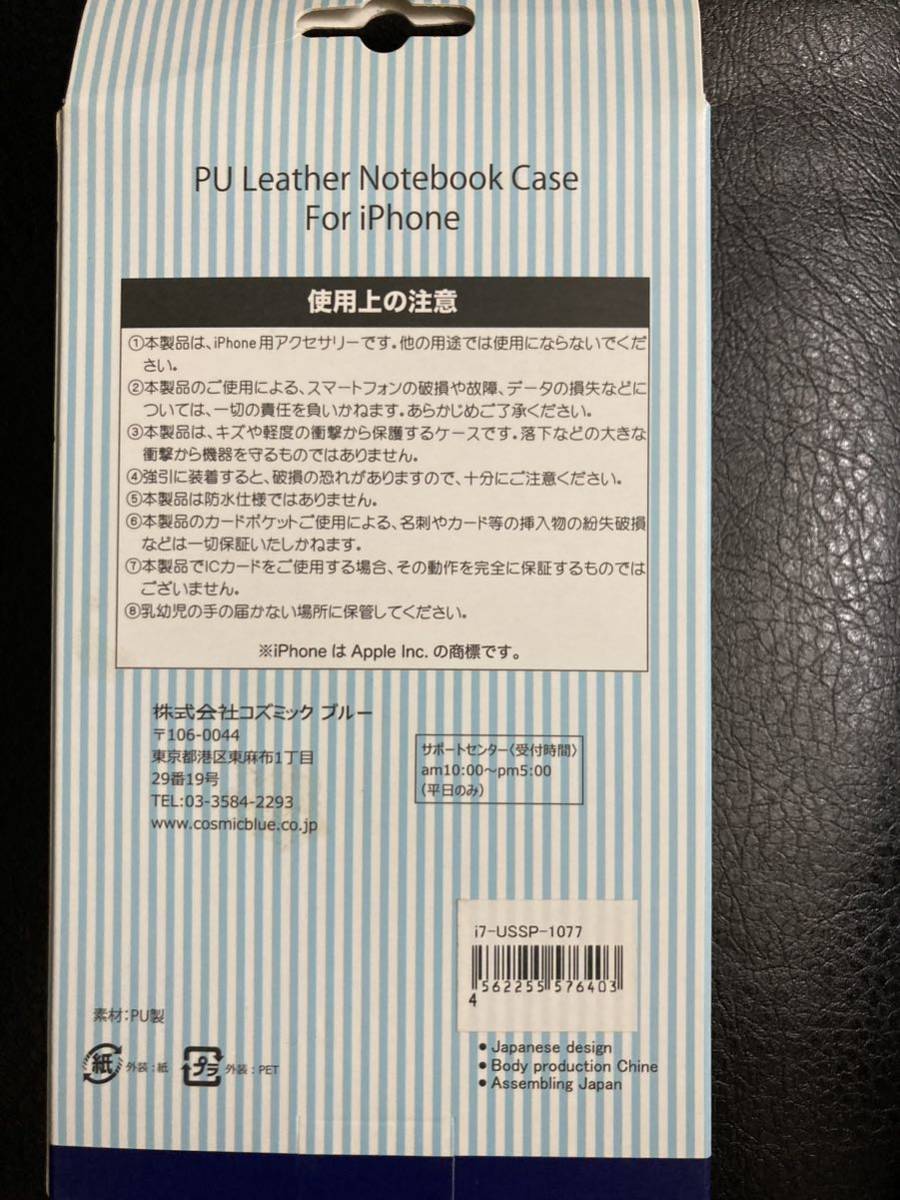 PU Leather Notebook Case
For iPhone
使用上の注意
①本製品は、iPhone用アクセサリーです。他の用途では使用にならないでくだ
さい。
②本製品のご使用による、スマートフォンの破損や故障、データの損失などに
ついては、一切の責任を負いかねます。あらかじめご了承ください。
③本製品は、キズや軽度の衝撃から保護するケースです。落下などの大きな
衝撃から機器を守るものではありません。
④強引に装着すると、破損の恐れがありますので、十分にご注意ください。
⑤本製品は防水仕様ではありません。
⑥本製品のカードポケットご使用による、名刺やカード等の挿入物の紛失破損
などは一切保証いたしかねます。
⑦本製品でICカードをご使用する場合、その動作を完全に保証するものでは
ございません。
⑧乳幼児の手の届かない場所に保管してください。
※iPhoneは Apple Inc. の商標です。
株式会社コズミック ブルー
〒106-0044
東京都港区東麻布1丁目
29番19号
TEL:03-3584-2293
www.cosmicblue.co.jp
サポートセンター〈受付時間〉
am10:00〜pm5:00
(平日のみ)
i7-USSP-1077
4 562255 576403
素材:PU製
紙 外装:紙 プラ 外装:PET
• Japanese design
• Body production Chine
• Assembling Japan